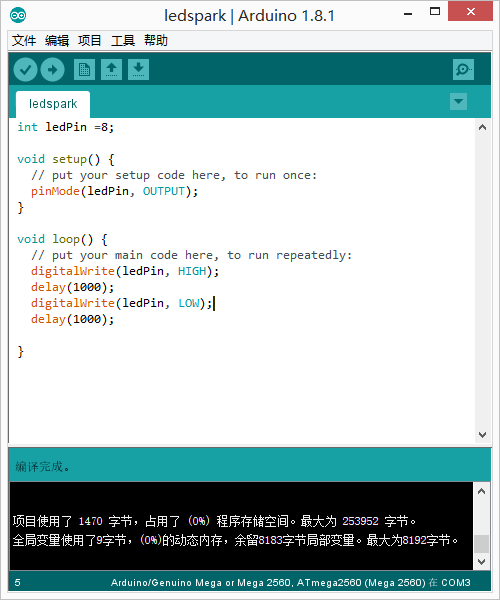 ledspark | Arduino 1.8.1
文件 编辑 项目 工具 帮助
ledspark
int ledPin =8;
void setup() {
  // put your setup code here, to run once:
  pinMode(ledPin, OUTPUT);
}
void loop() {
  // put your main code here, to run repeatedly:
  digitalWrite(ledPin, HIGH);
  delay(1000);
  digitalWrite(ledPin, LOW);
  delay(1000);
}
编译完成。
项目使用了 1470 字节，占用了 (0%) 程序存储空间。最大为 253952 字节。
全局变量使用了9字节，(0%)的动态内存，余留8183字节局部变量。最大为8192字节。
5 Arduino/Genuino Mega or Mega 2560, ATmega2560 (Mega 2560) 在 COM3